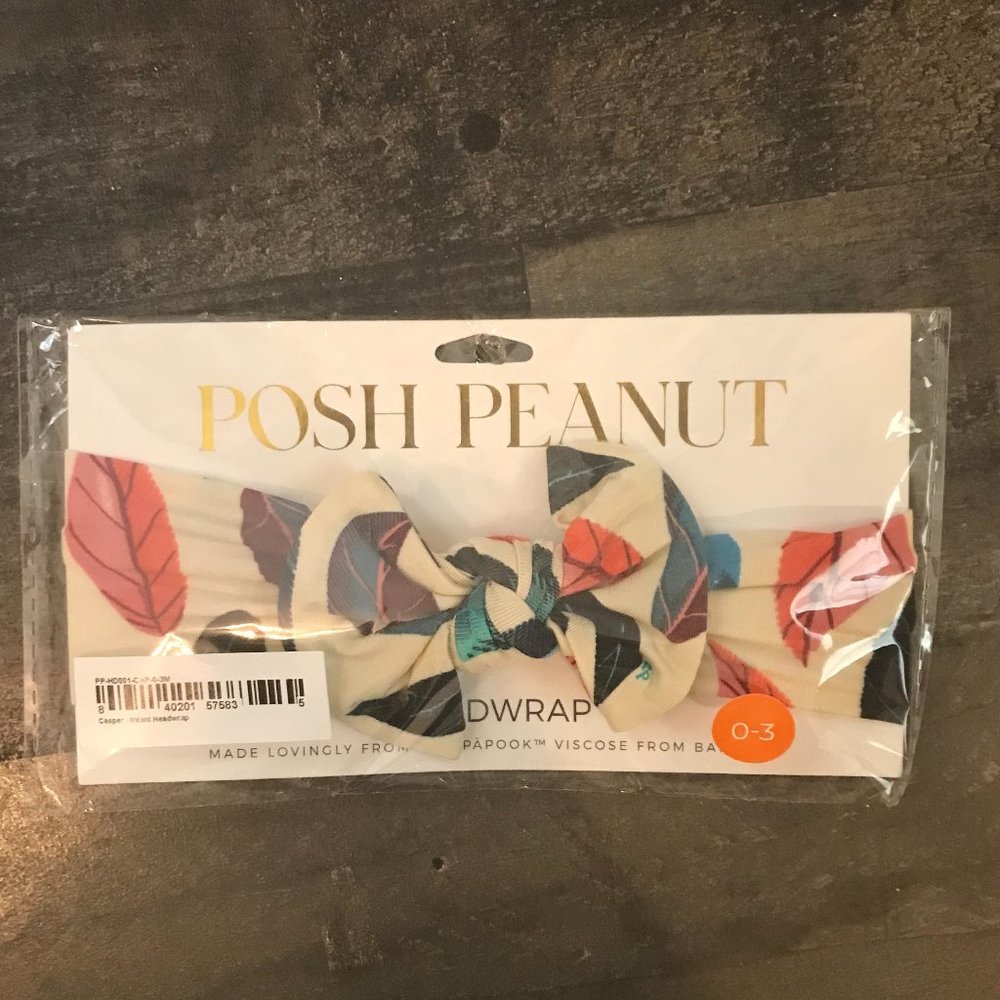 POSH PEANUT
PP-HD001-CAP-0-3M
8 40201 57583 5
Casper - Infant Headwrap
DWRAP
0-3
MADE LOVINGLY FROM PĀPOOK™ VISCOSE FROM BA